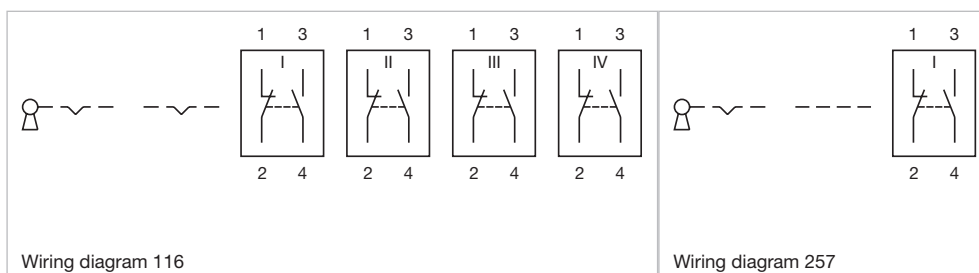 1 3 1 3 1 3 1 3 1 3
I II III IV I
2 4 2 4 2 4 2 4 2 4
Wiring diagram 116
Wiring diagram 257